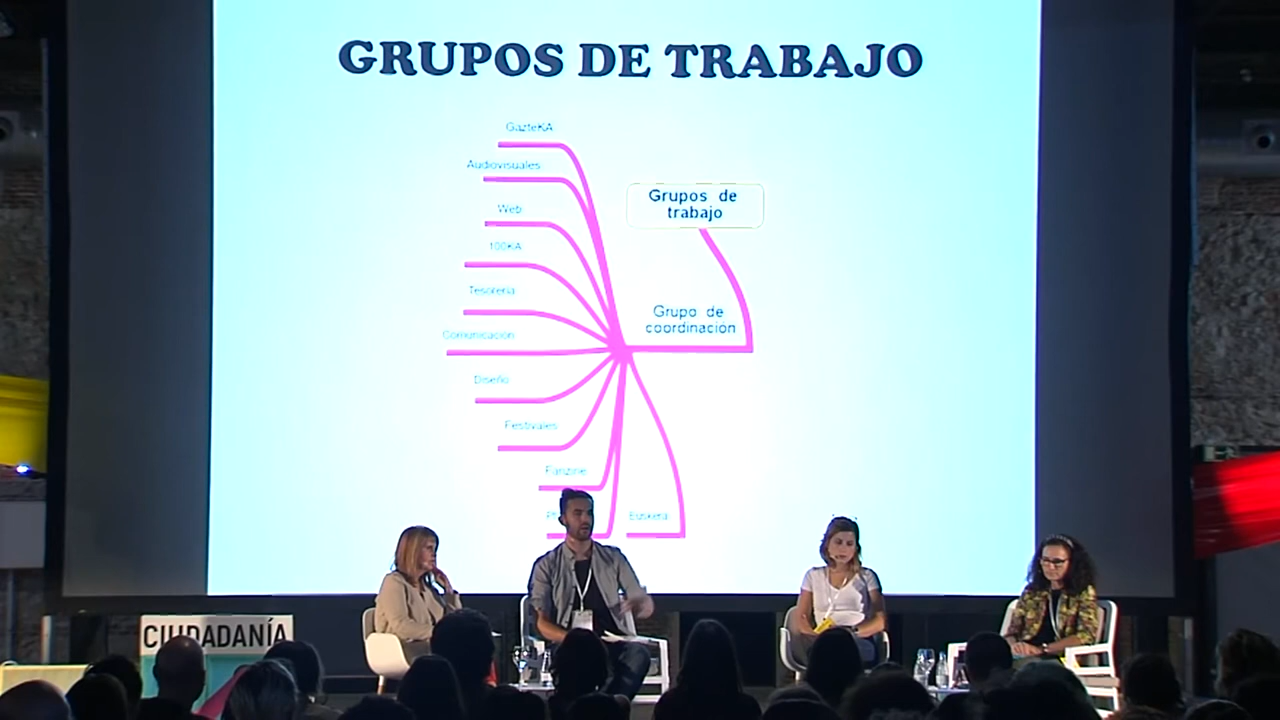 GRUPOS DE TRABAJO
GazteKA
Audiovisuales
Web
100KA
Tesorería
Comunicación
Diseño
Festivales
Fanzine
Euskera
Grupos de
trabajo
Grupo de
coordinación
CIUDADANÍA